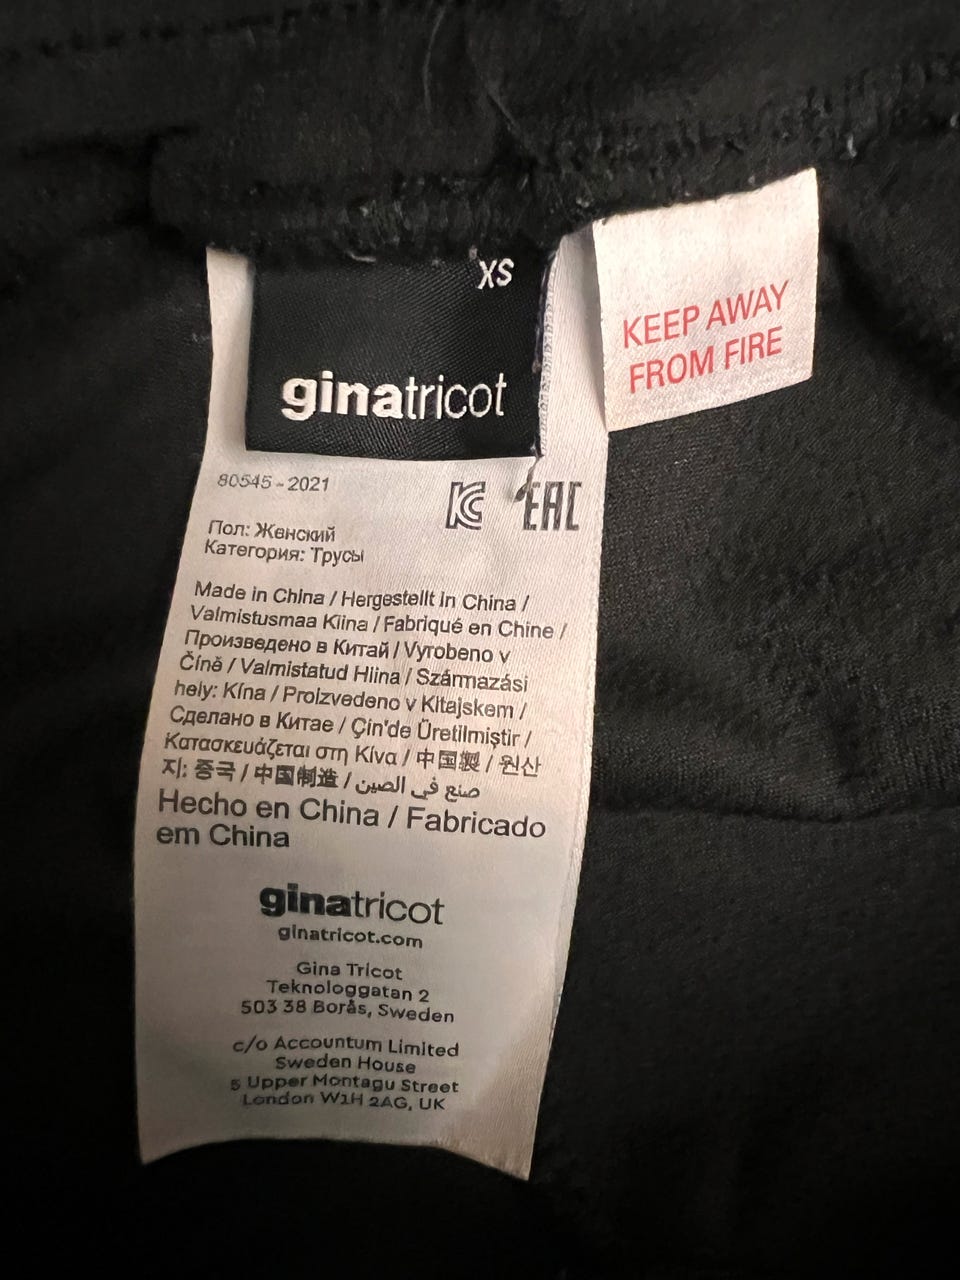 XS
ginatricot
KEEP AWAY
FROM FIRE
80545-2021
EAC
Пол: Женский
Категория: Трусы
Made in China / Hergestellt in China /
Valmistusmaa Kiina / Fabriqué en Chine /
Произведено в Китай / Vyrobeno v
Číně / Valmistatud Hiina / Származási
hely: Kína / Proizvedeno v Kitajskem /
Сделано в Китае / Çin'de Üretilmiştir /
Κατασκευάζεται στη Κίνα / 中国製 / 원산
지: 중국 / 中国制造 / صنع في الصين
Hecho en China / Fabricado
em China
ginatricot
ginatricot.com
Gina Tricot
Teknologgatan 2
503 38 Borås, Sweden
c/o Accountum Limited
Sweden House
5 Upper Montagu Street
London W1H 2AG, UK